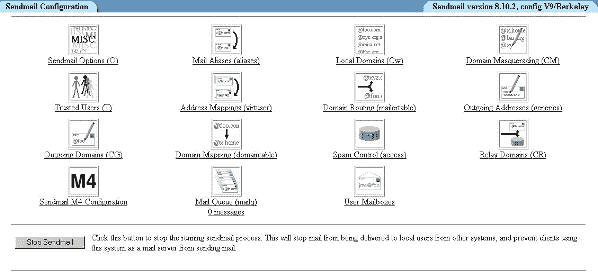 Sendmail Configuration
Sendmail version 8.10.2, config V9/Berkeley
MISC
Sendmail Options (O)
Mail Aliases (aliases)
Local Domains (Cw)
Domain Masquerading (CM)
Trusted Users (T)
Address Mappings (virtuser)
Domain Routing (mailertable)
Outgoing Addresses (generics)
Outgoing Domains (CG)
Domain Mapping (domaintable)
Spam Control (access)
Relay Domains (CR)
M4
Sendmail M4 Configuration
Mail Queue (mailq)
0 messages
User Mailboxes
Stop Sendmail
Click this button to stop the running sendmail process. This will stop mail from being delivered to local users from other systems, and prevent clients using
this system as a mail server from sending mail.